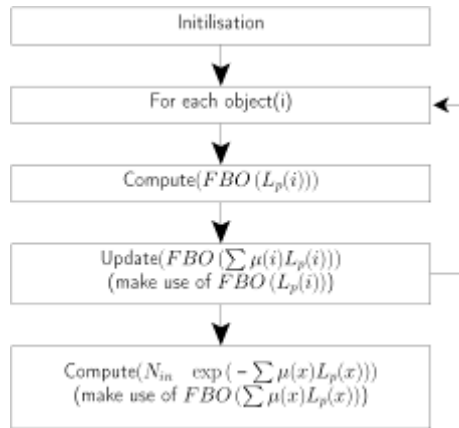 Initilisation
For each object(i)
Compute(FBO (L_p(i)))
Update(FBO (∑ μ(i)L_p(i)))
(make use of FBO (L_p(i))}
Compute(N_in exp (−∑ μ(x)L_p(x)))
(make use of FBO (∑ μ(x)L_p(x))}